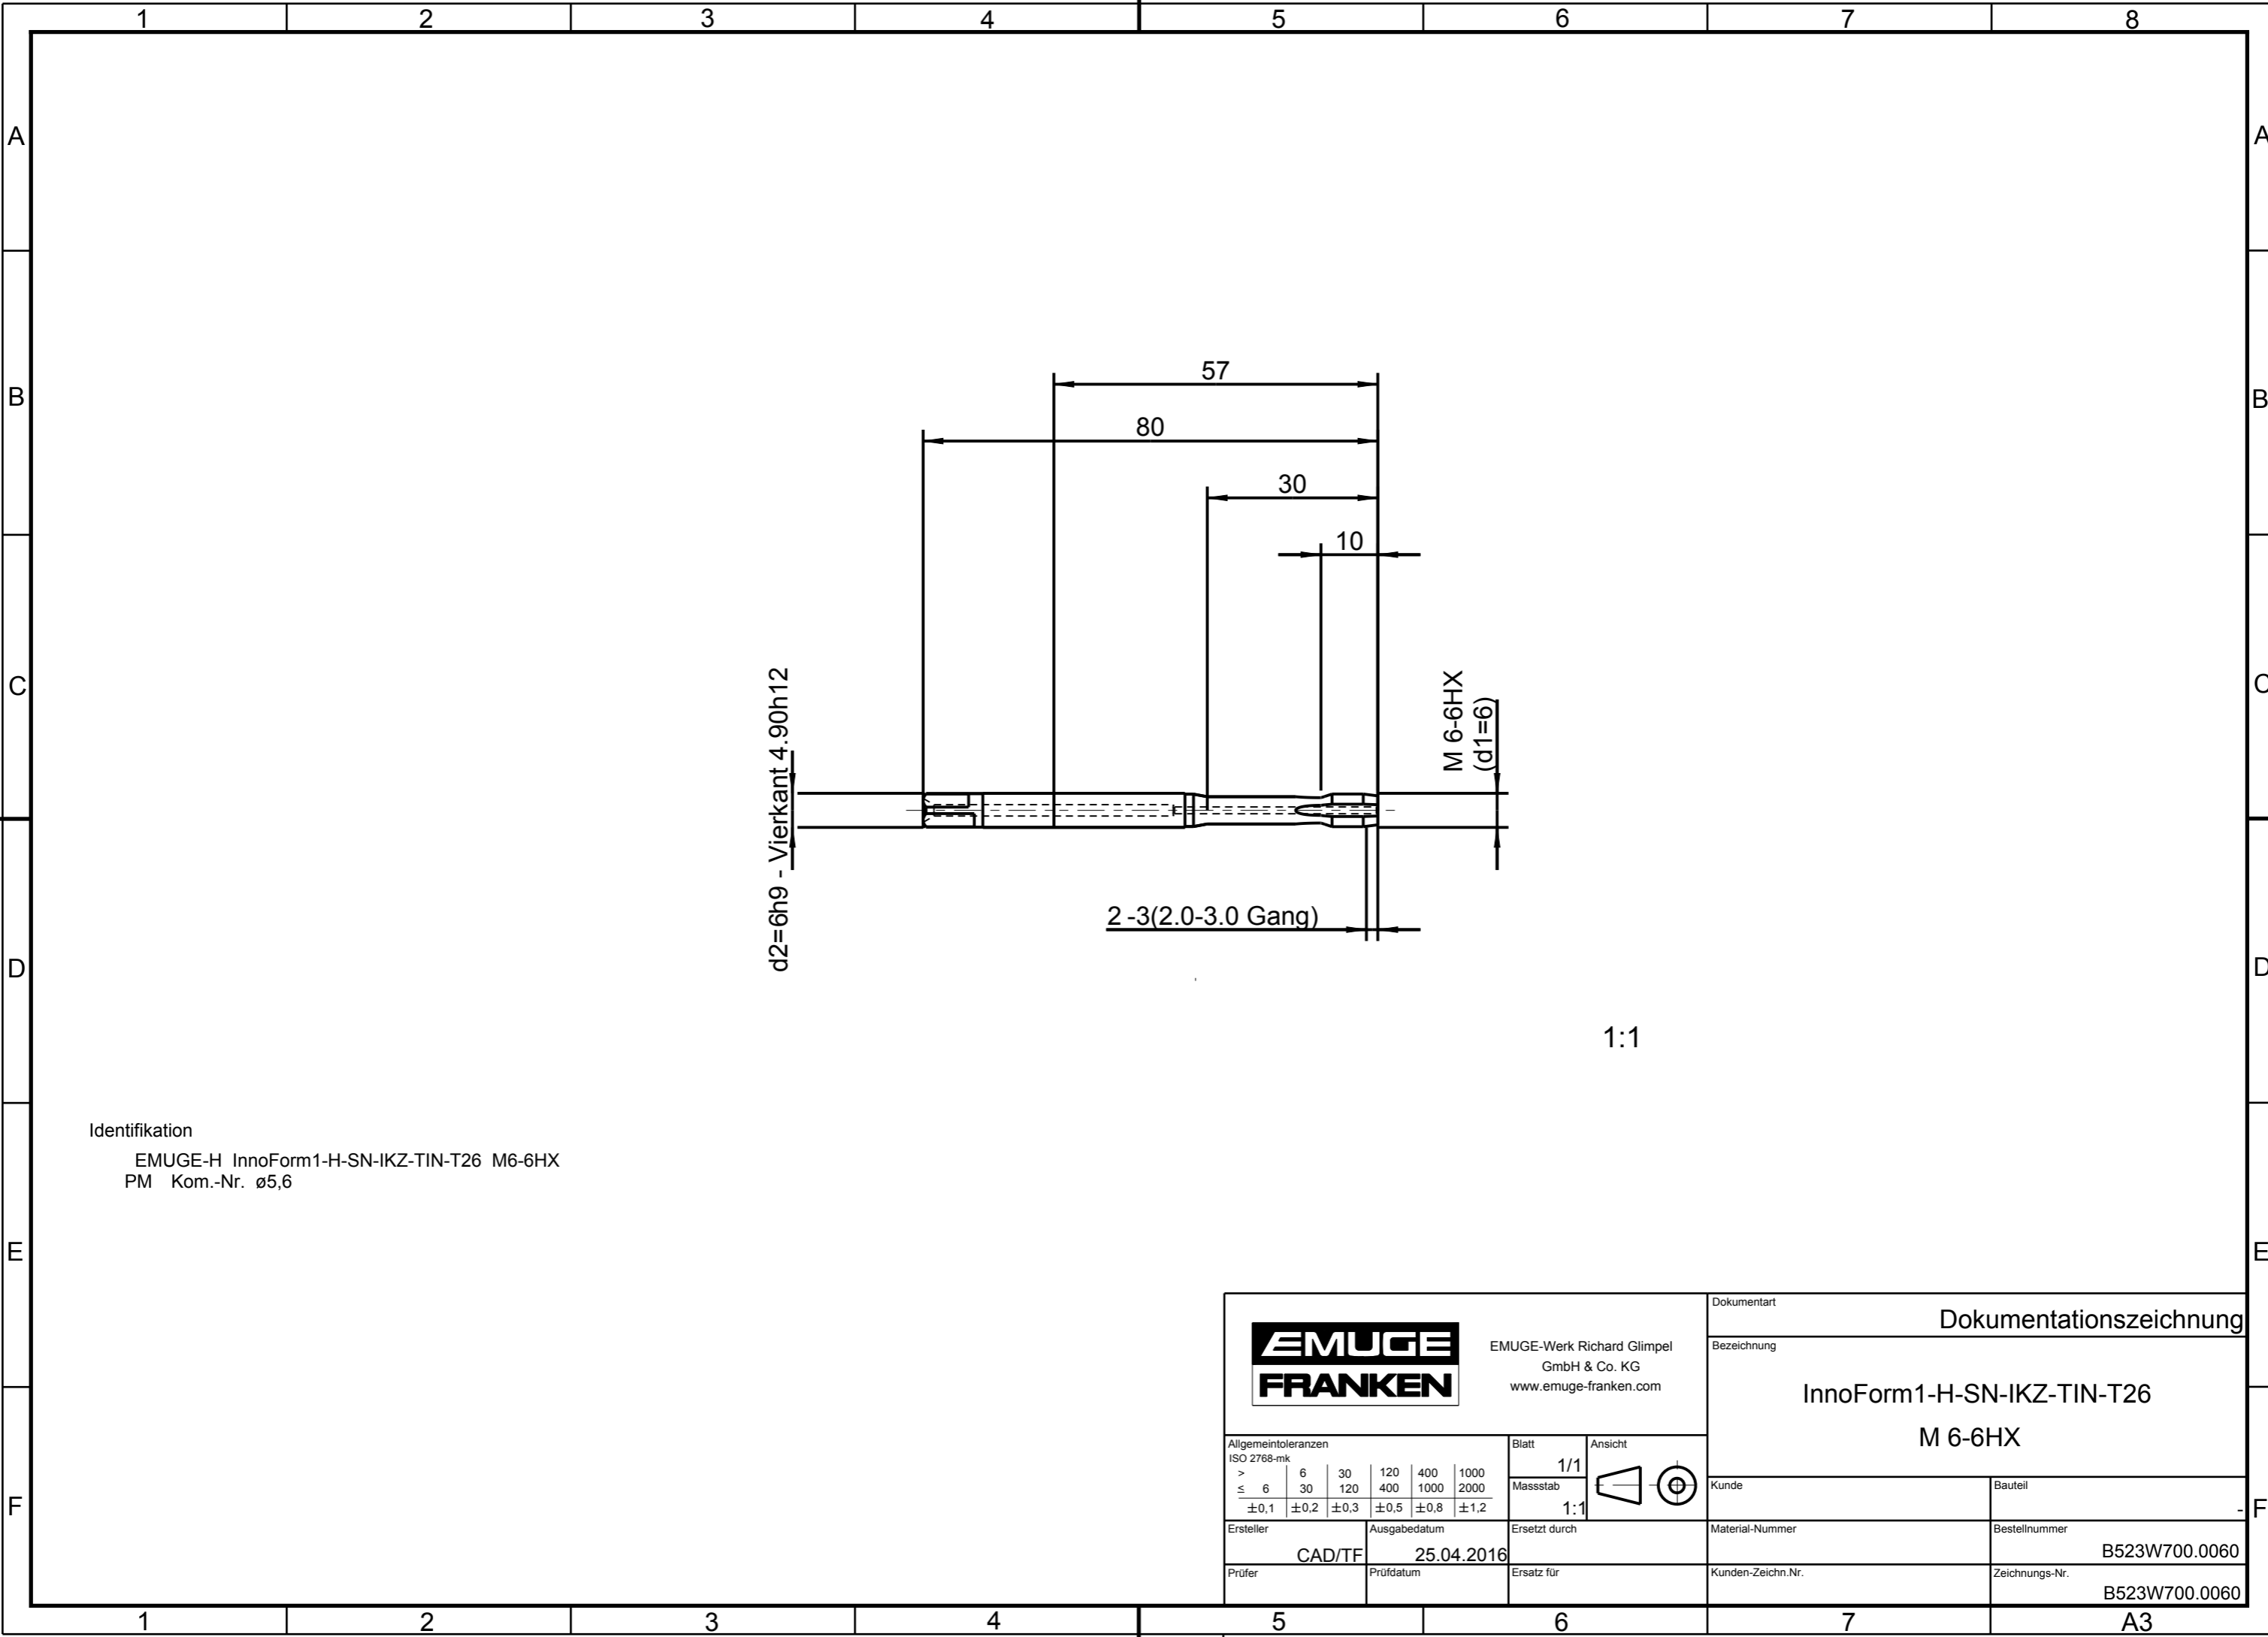 1 2 3 4 5 6 7 8
A A
B B
C C
D D
E E
F F
57
80
30
10
d2=6h9 - Vierkant 4.90h12
M 6-6HX
(d1=6)
2 -3(2.0-3.0 Gang)
1:1
Identifikation
EMUGE-H InnoForm1-H-SN-IKZ-TIN-T26 M6-6HX
PM Kom.-Nr. ø5,6
EMUGE
FRANKEN
EMUGE-Werk Richard Glimpel
GmbH & Co. KG
www.emuge-franken.com
Dokumentart
Dokumentationszeichnung
Bezeichnung
InnoForm1-H-SN-IKZ-TIN-T26
M 6-6HX
Allgemeintoleranzen
ISO 2768-mk
> 6 30 120 400 1000
≤ 6 30 120 400 1000 2000
±0,1 ±0,2 ±0,3 ±0,5 ±0,8 ±1,2
Blatt
1/1
Ansicht
Massstab
1:1
Kunde
Bauteil
-
Ersteller
CAD/TF
Ausgabedatum
25.04.2016
Ersetzt durch
Material-Nummer
Bestellnummer
B523W700.0060
Prüfer
Prüfdatum
Ersatz für
Kunden-Zeichn.Nr.
Zeichnungs-Nr.
B523W700.0060
1 2 3 4 5 6 7 A3